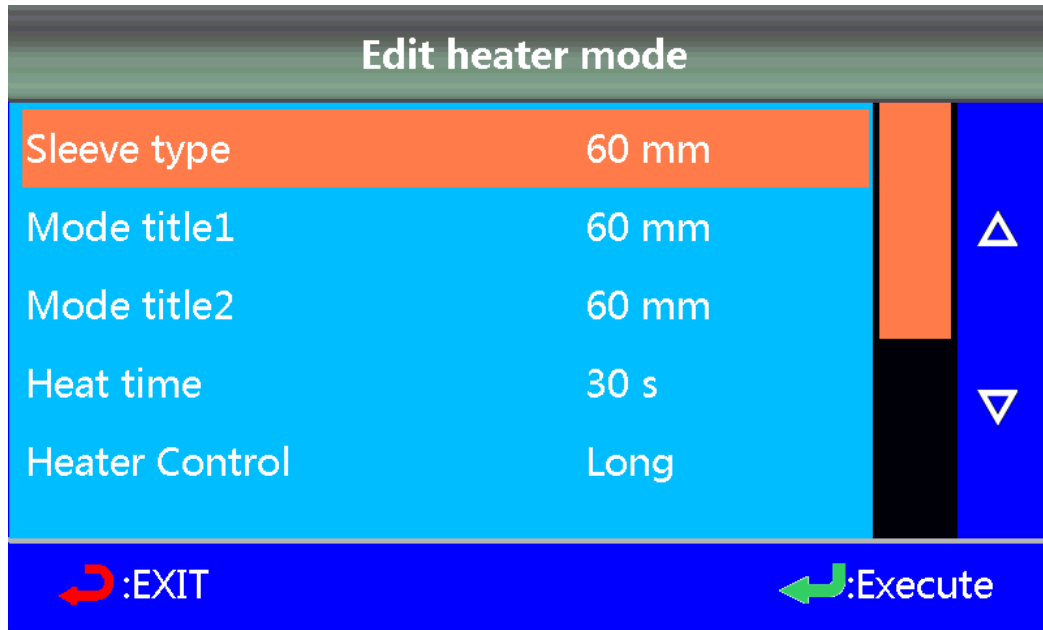 Edit heater mode
Sleeve type 60 mm
Mode title1 60 mm
Mode title2 60 mm
Heat time 30 s
Heater Control Long
:EXIT :Execute